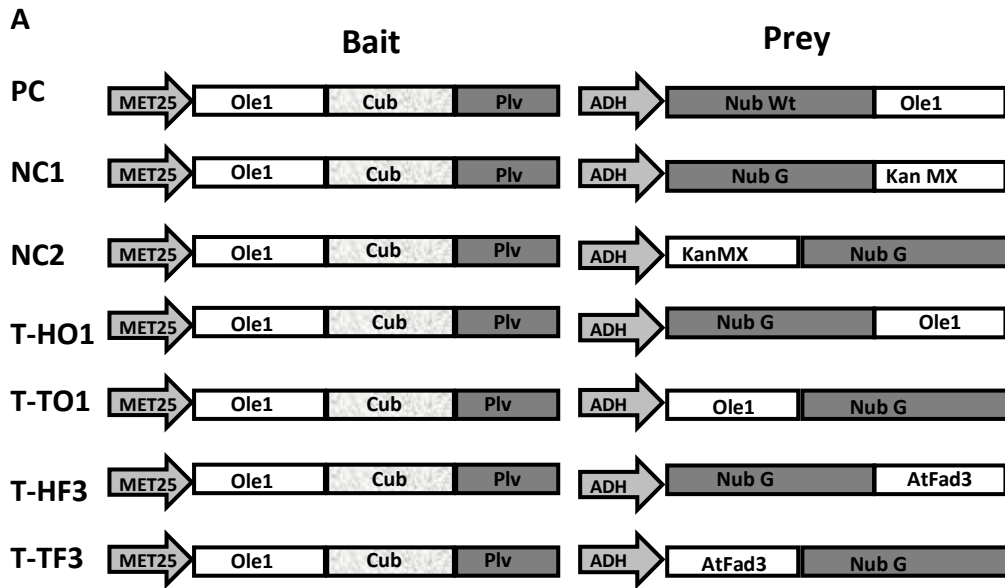 A
Bait Prey
PC MET25 Ole1 Cub Plv ADH Nub Wt Ole1
NC1 MET25 Ole1 Cub Plv ADH Nub G Kan MX
NC2 MET25 Ole1 Cub Plv ADH KanMX Nub G
T-HO1 MET25 Ole1 Cub Plv ADH Nub G Ole1
T-TO1 MET25 Ole1 Cub Plv ADH Ole1 Nub G
T-HF3 MET25 Ole1 Cub Plv ADH Nub G AtFad3
T-TF3 MET25 Ole1 Cub Plv ADH AtFad3 Nub G